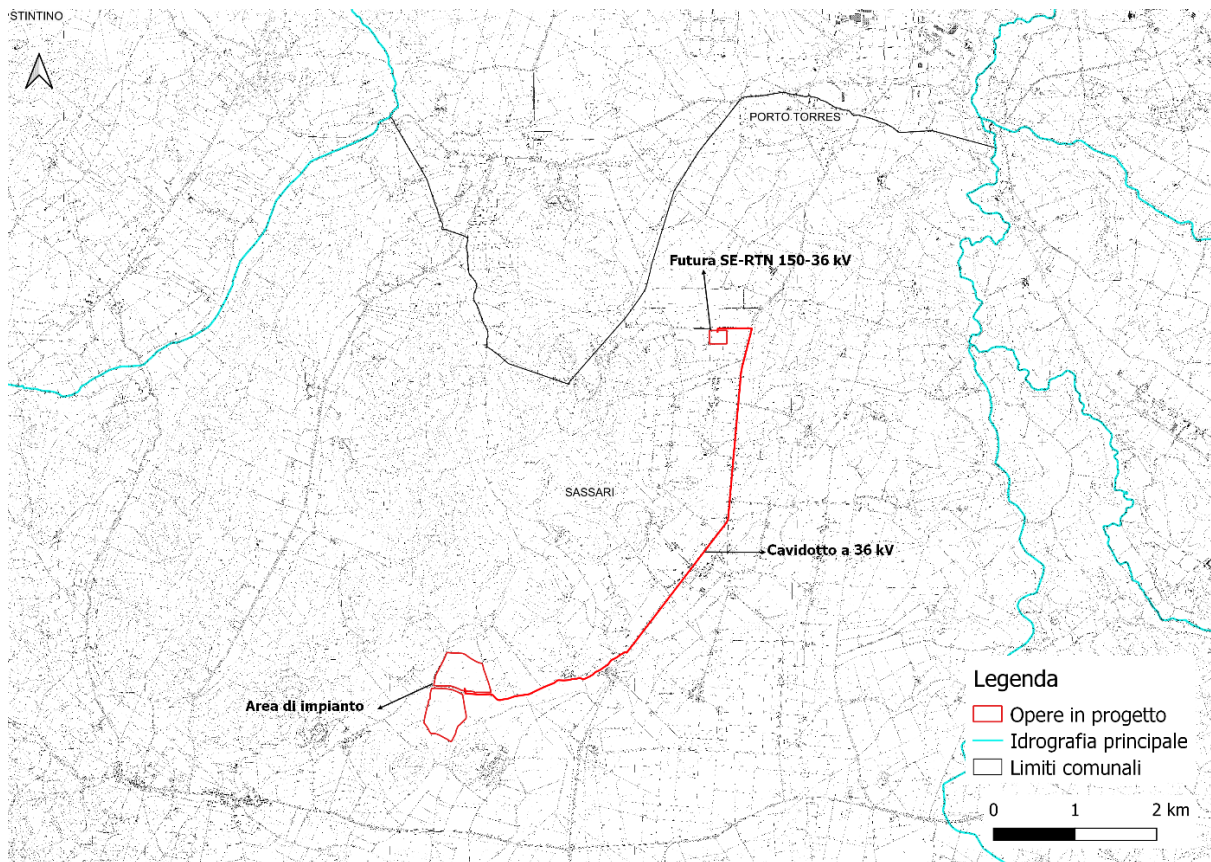 STINTINO
PORTO TORRES
Futura SE-RTN 150-36 kV
SASSARI
Cavidotto a 36 kV
Area di impianto
Legenda
Opere in progetto
Idrografia principale
Limiti comunali
0 1 2 km